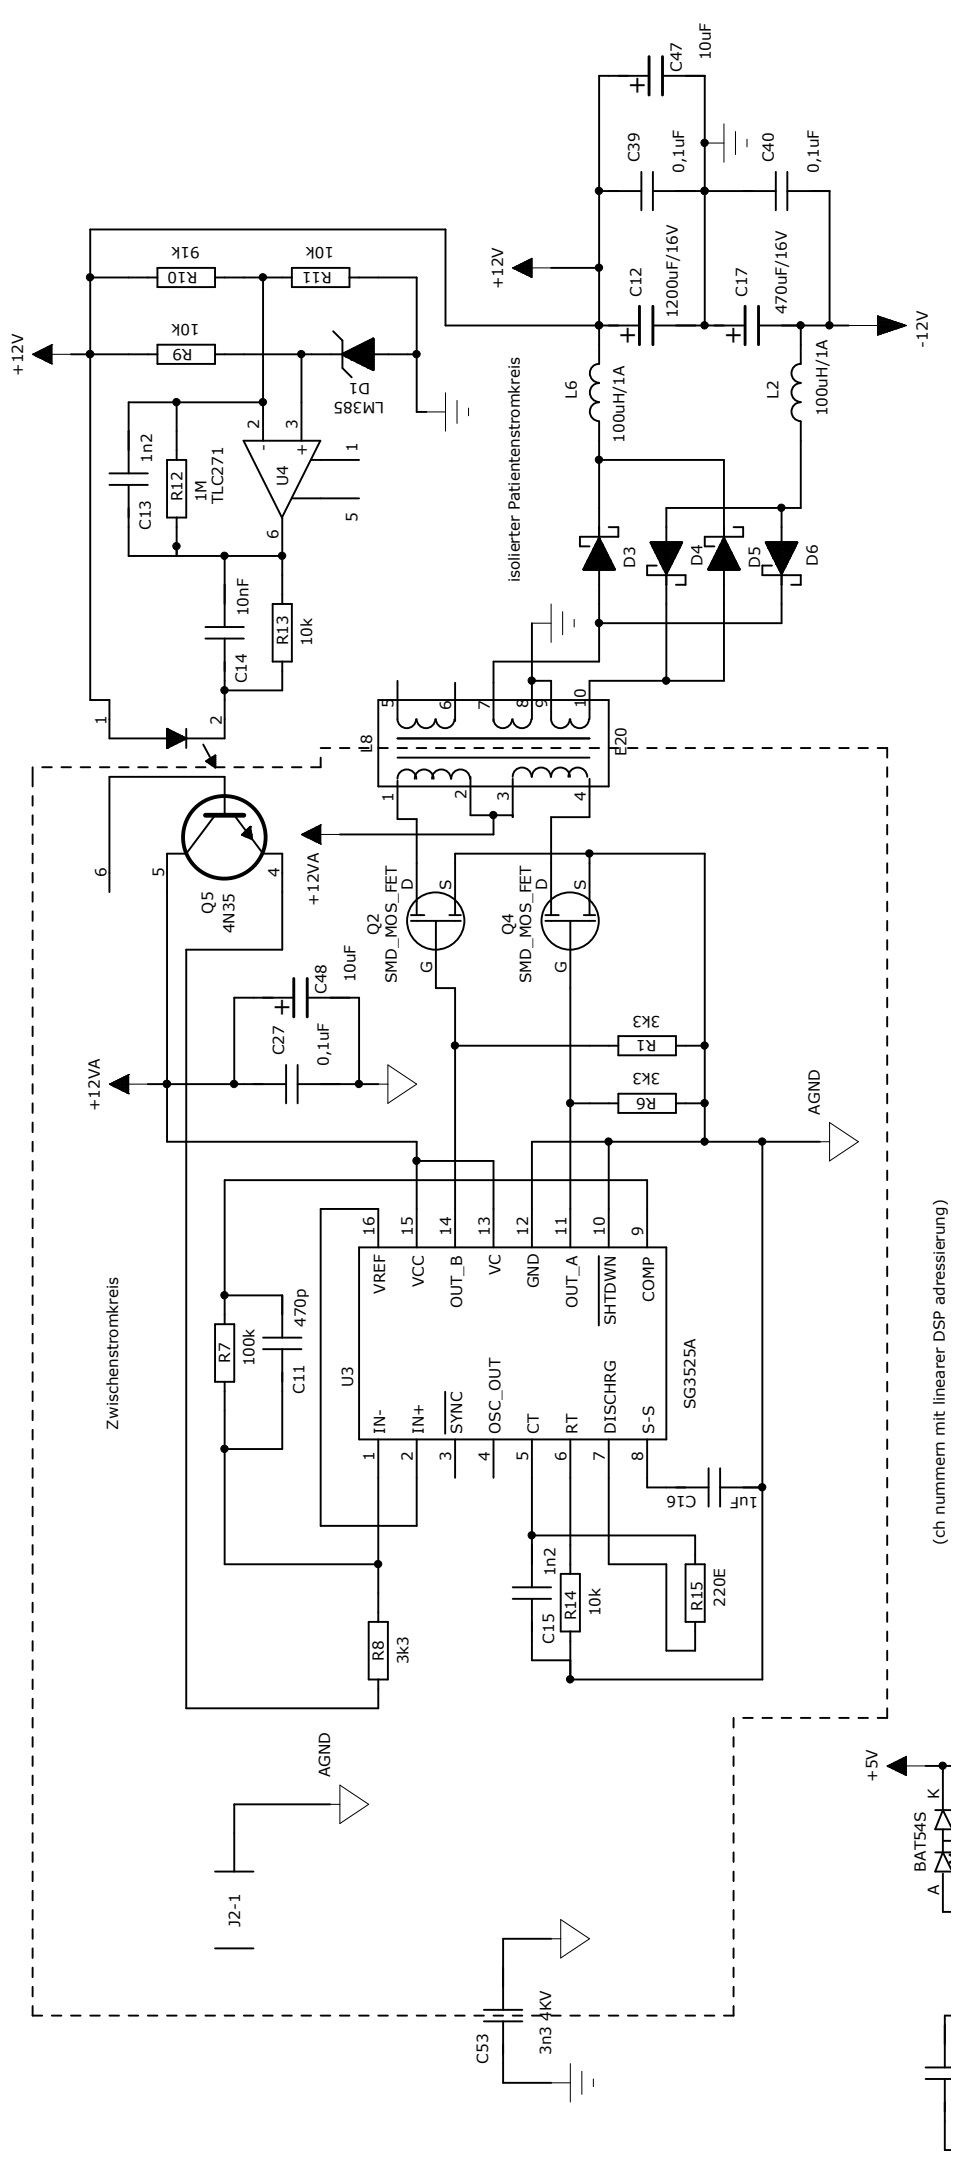 +12V
R10
91k
R11
10k
R9
10k
D1
LM385
C13
1n2
R12
1M
TLC271
U4
2
3
-
+
6
1
5
C14
10nF
R13
10k
1
2
6
5
4
Q5
4N35
+12VA
C48
10uF
C27
0,1uF
+12VA
Zwischenstromkreis
isolierter Patientenstromkreis
+12V
C47
10uF
C39
0,1uF
C40
0,1uF
C12
1200uF/16V
C17
470uF/16V
-12V
L6
100uH/1A
L2
100uH/1A
D3
D4
D5
D6
L8
E20
5
6
7
8
9
10
1
2
3
4
Q2
SMD_MOS_FET
D
S
G
Q4
SMD_MOS_FET
D
S
G
R1
3k3
R6
3k3
AGND
R7
100k
C11
470p
U3
SG3525A
16
VREF
15
VCC
14
OUT_B
13
VC
12
GND
11
OUT_A
10
SHTDWN
9
COMP
1
IN-
2
IN+
3
SYNC
4
OSC_OUT
5
CT
6
RT
7
DISCHRG
8
S-S
C16
1uF
C15
1n2
R14
10k
R15
220E
R8
3k3
AGND
J2-1
C53
3n3 4KV
(ch nummern mit linearer DSP adressierung)
+5V
BAT54S
K
A